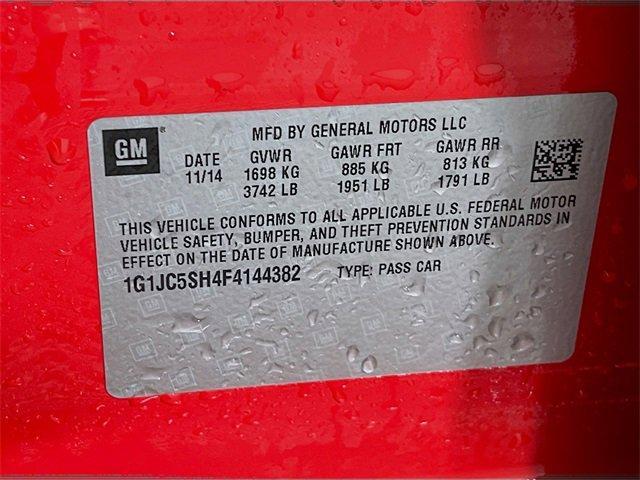 GM
MFD BY GENERAL MOTORS LLC
DATE GVWR GAWR FRT GAWR RR
11/14 1698 KG 885 KG 813 KG
3742 LB 1951 LB 1791 LB
THIS VEHICLE CONFORMS TO ALL APPLICABLE U.S. FEDERAL MOTOR
VEHICLE SAFETY, BUMPER, AND THEFT PREVENTION STANDARDS IN
EFFECT ON THE DATE OF MANUFACTURE SHOWN ABOVE.
1G1JC5SH4F4144382 TYPE: PASS CAR